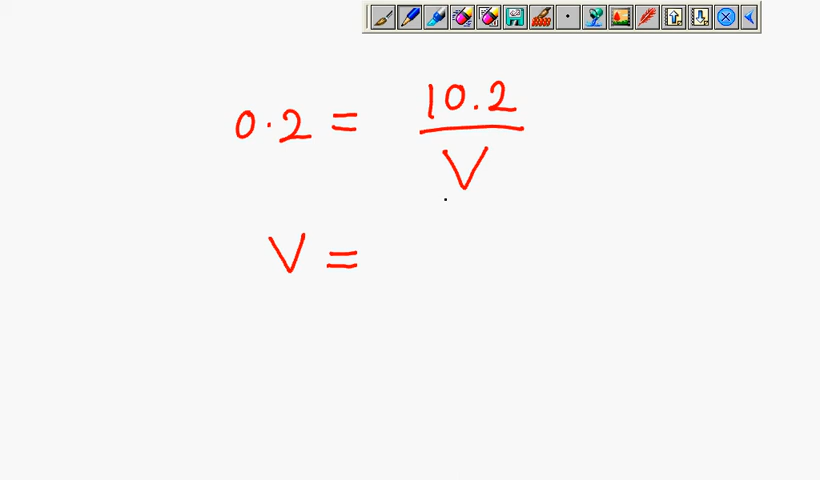 0.2 = 10.2 / V
V =